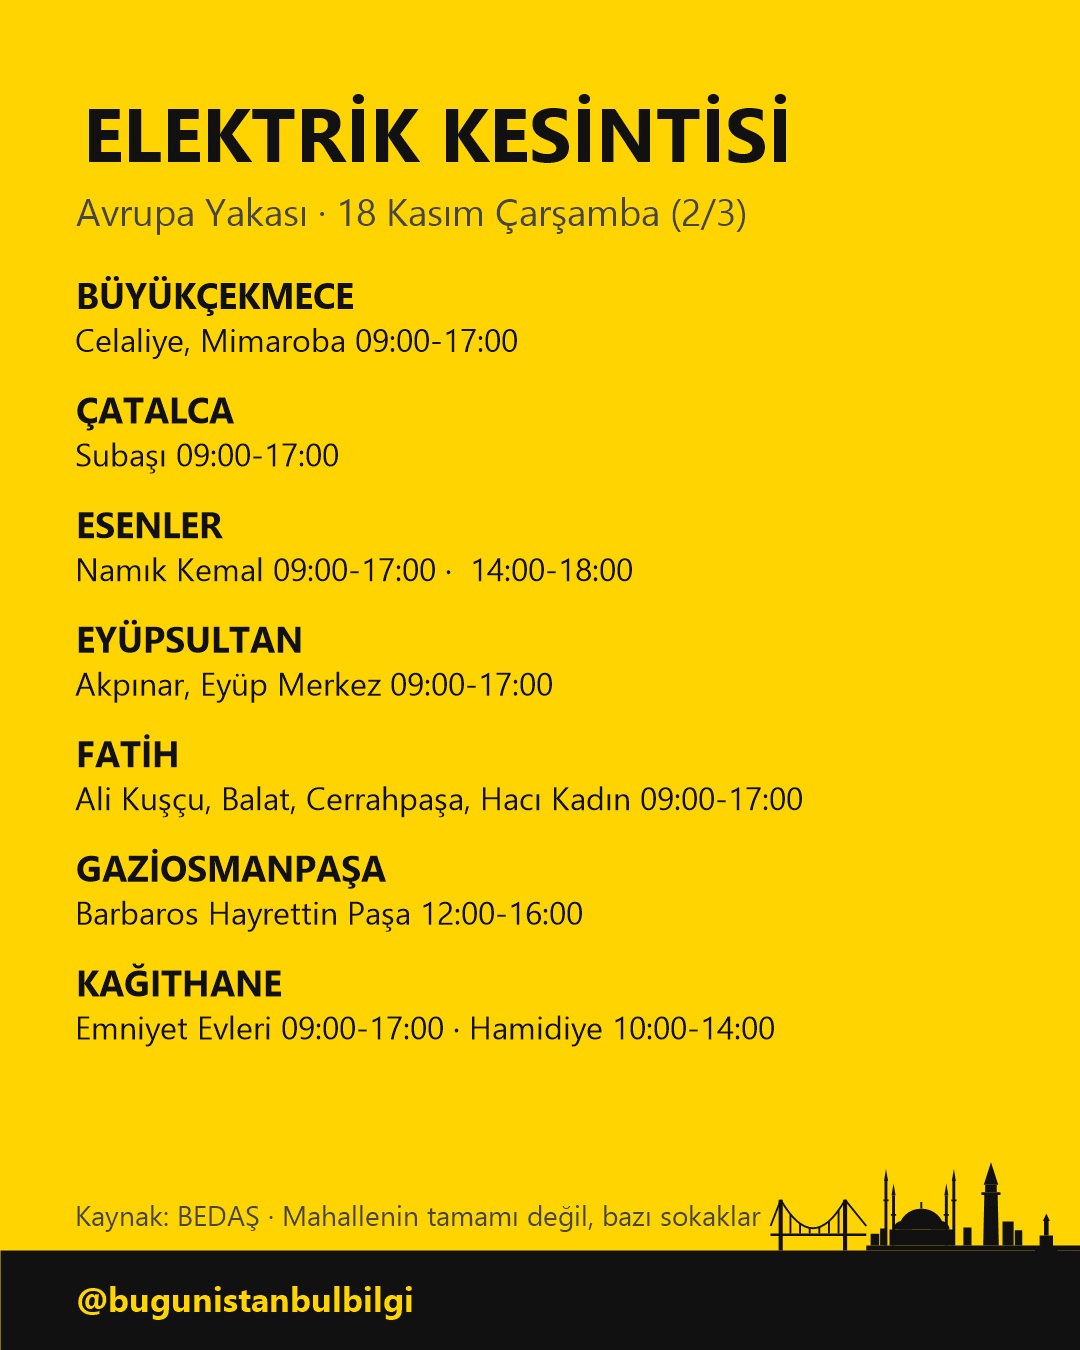 ELEKTRİK KESİNTİSİ
Avrupa Yakası · 18 Kasım Çarşamba (2/3)
BÜYÜKÇEKMECE
Celaliye, Mimaroba 09:00-17:00
ÇATALCA
Subaşı 09:00-17:00
ESENLER
Namık Kemal 09:00-17:00 · 14:00-18:00
EYÜPSULTAN
Akpınar, Eyüp Merkez 09:00-17:00
FATİH
Ali Kuşçu, Balat, Cerrahpaşa, Hacı Kadın 09:00-17:00
GAZİOSMANPAŞA
Barbaros Hayrettin Paşa 12:00-16:00
KAĞITHANE
Emniyet Evleri 09:00-17:00 · Hamidiye 10:00-14:00
Kaynak: BEDAŞ · Mahallenin tamamı değil, bazı sokaklar
@bugunistanbulbilgi